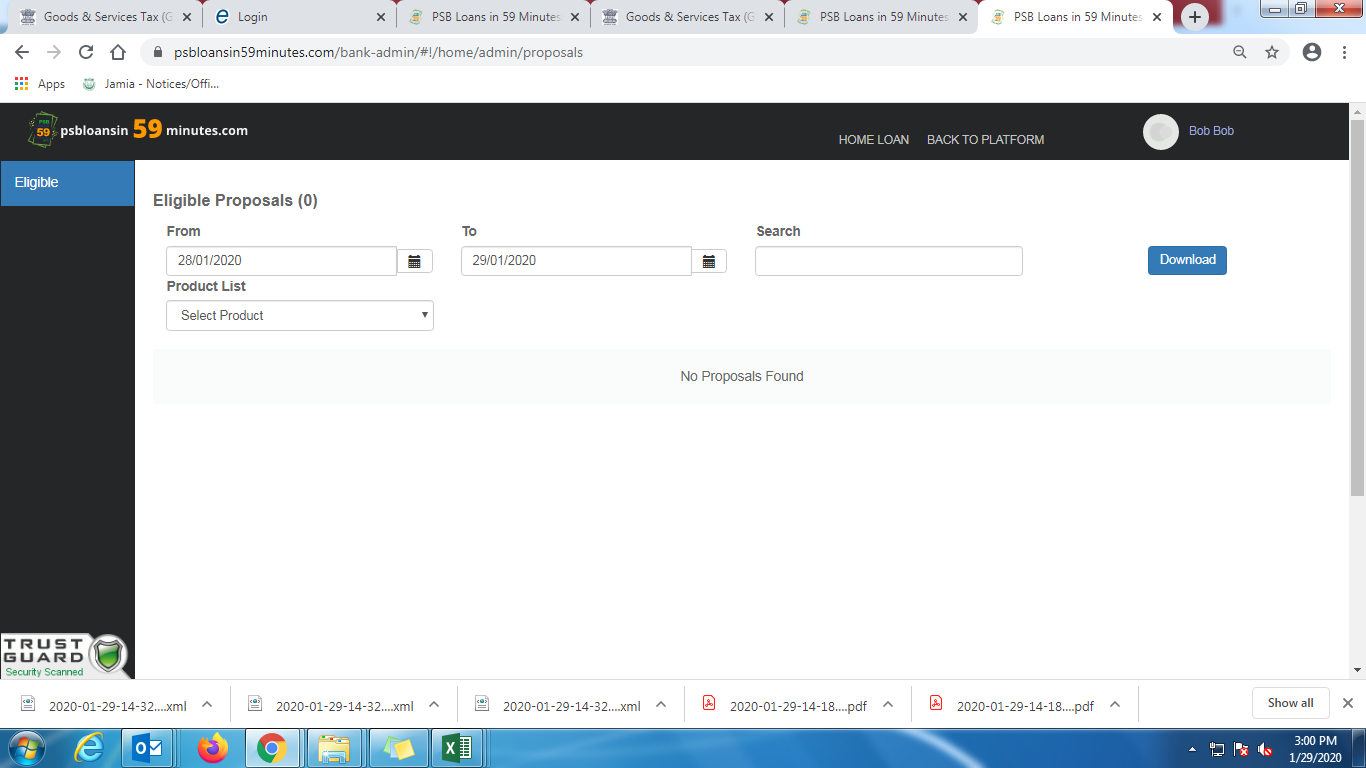 Goods & Services Tax (G
Login
PSB Loans in 59 Minutes
Goods & Services Tax (G
PSB Loans in 59 Minutes
PSB Loans in 59 Minutes
psbloansin59minutes.com/bank-admin/#!/home/admin/proposals
Apps
Jamia - Notices/Offi...
PSB
59
psbloansin 59 minutes.com
HOME LOAN
BACK TO PLATFORM
Bob Bob
Eligible
Eligible Proposals (0)
From
To
Search
28/01/2020
29/01/2020
Download
Product List
Select Product
No Proposals Found
TRUST
GUARD
Security Scanned
2020-01-29-14-32....xml
2020-01-29-14-32....xml
2020-01-29-14-32....xml
2020-01-29-14-18....pdf
2020-01-29-14-18....pdf
Show all
3:00 PM
1/29/2020